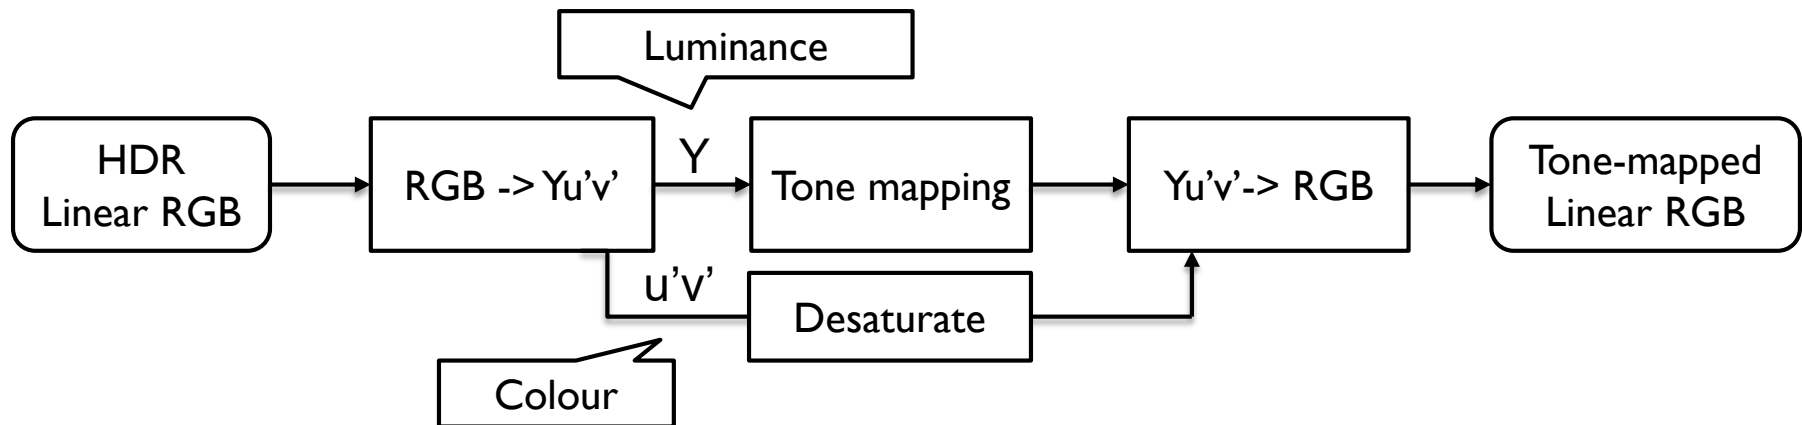 Luminance
HDR
Linear RGB
RGB -> Yu’v’
Y
Tone mapping
Yu’v’-> RGB
Tone-mapped
Linear RGB
u’v’
Desaturate
Colour